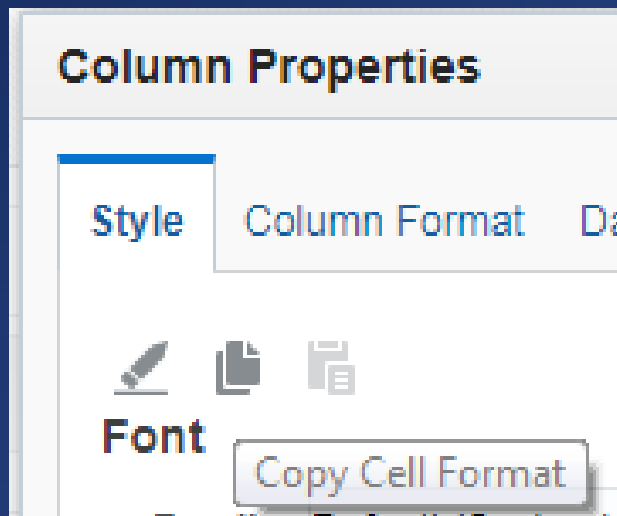 Column Properties
Style Column Format
Font
Copy Cell Format